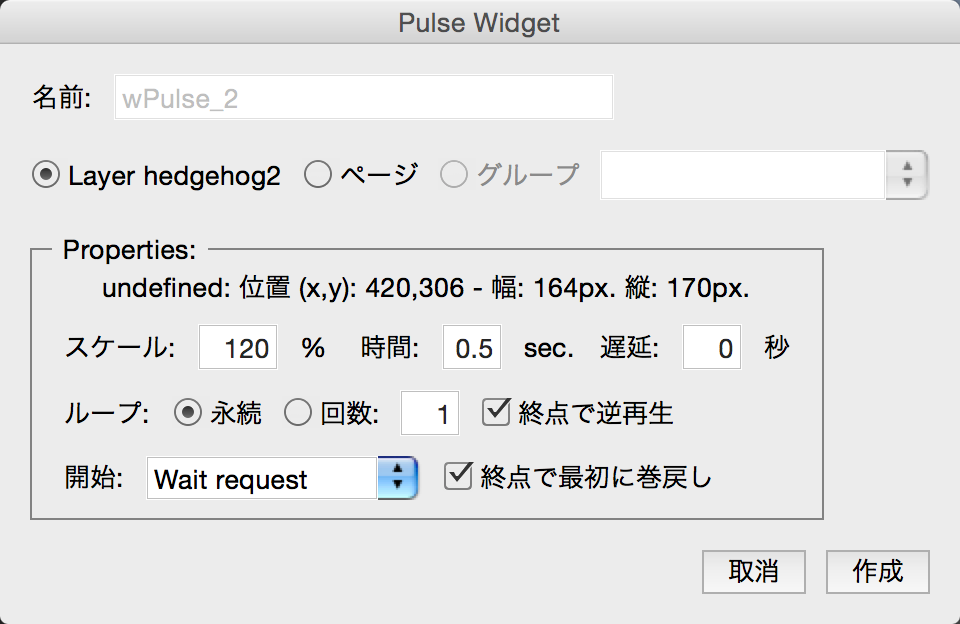 Pulse Widget
名前: wPulse_2
Layer hedgehog2 ページ グループ
Properties:
undefined: 位置 (x,y): 420,306 - 幅: 164px. 縦: 170px.
スケール: 120 % 時間: 0.5 sec. 遅延: 0 秒
ループ: 永続 回数: 1 終点で逆再生
開始: Wait request 終点で最初に巻戻し
取消 作成